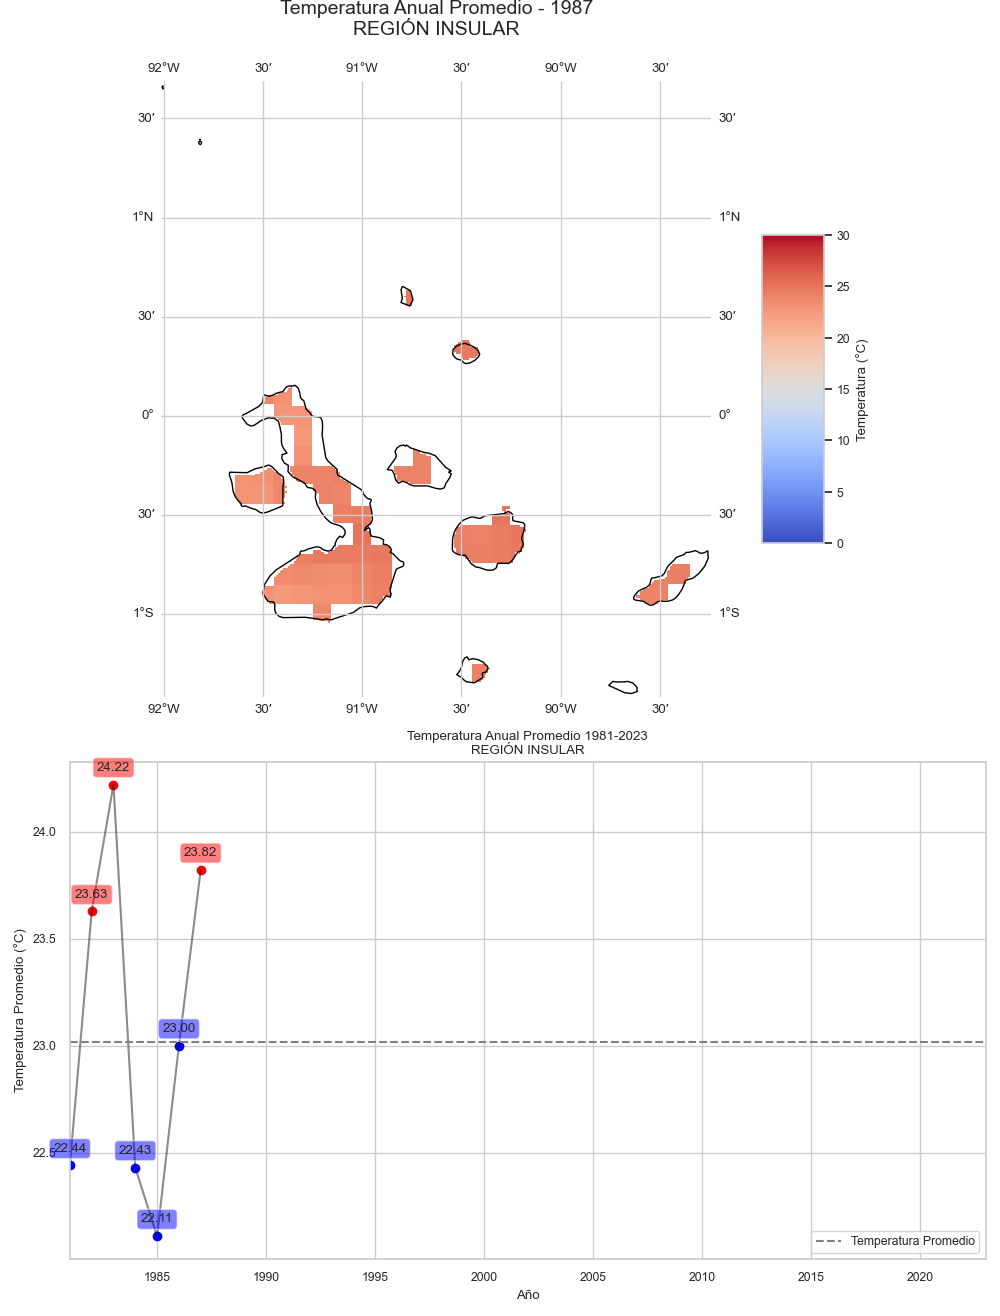 Temperatura Anual Promedio - 1987
REGIÓN INSULAR
92°W 30′ 91°W 30′ 90°W 30′
30′ 30′
1°N 1°N
30′ 30′
0° 0°
30′ 30′
1°S 1°S
92°W 30′ 91°W 30′ 90°W 30′
30
25
20
15
10
5
0
Temperatura (°C)
Temperatura Anual Promedio 1981-2023
REGIÓN INSULAR
24.22
24.0
23.82
23.63
23.5
23.00
23.0
22.5
22.44
22.43
22.11
Temperatura Promedio (°C)
Temperatura Promedio
1985 1990 1995 2000 2005 2010 2015 2020
Año